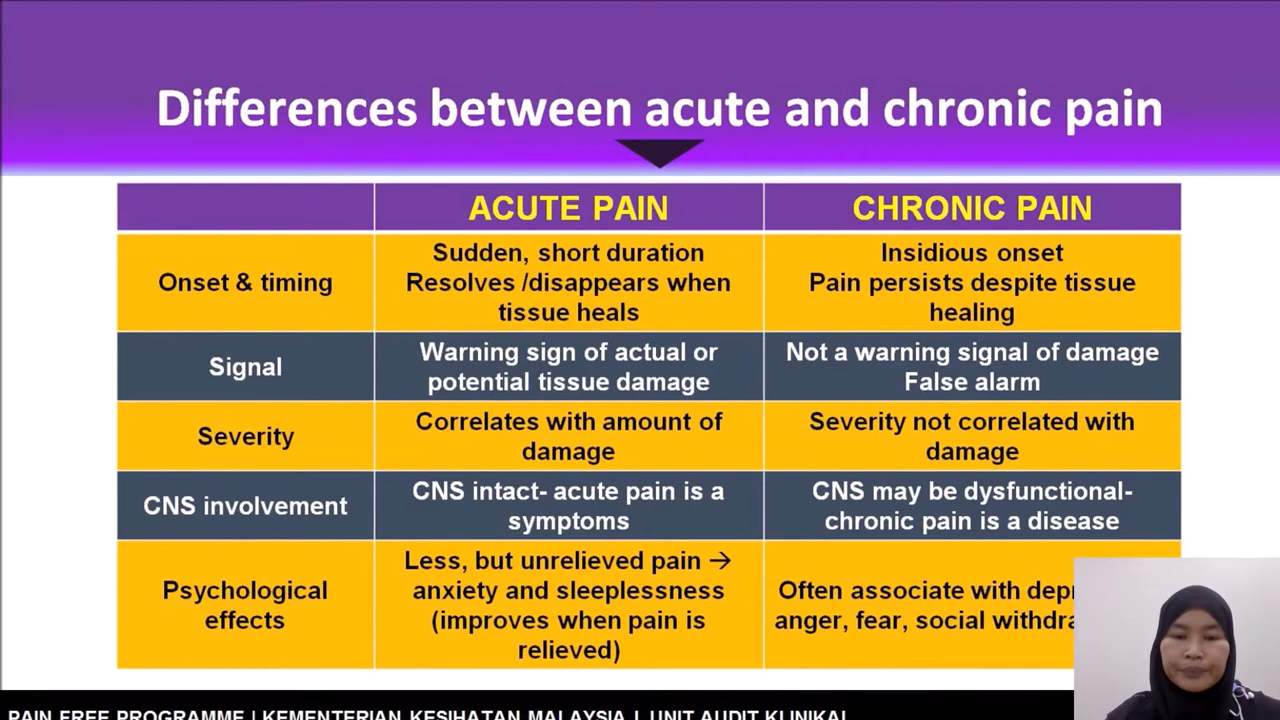 Differences between acute and chronic pain
ACUTE PAIN
CHRONIC PAIN
Onset & timing
Sudden, short duration
Resolves /disappears when
tissue heals
Insidious onset
Pain persists despite tissue
healing
Signal
Warning sign of actual or
potential tissue damage
Not a warning signal of damage
False alarm
Severity
Correlates with amount of
damage
Severity not correlated with
damage
CNS involvement
CNS intact- acute pain is a
symptoms
CNS may be dysfunctional-
chronic pain is a disease
Psychological
effects
Less, but unrelieved pain →
anxiety and sleeplessness
(improves when pain is
relieved)
Often associate with
anger, fear, social
PAIN FREE PROGRAMME | KEMENTERIAN KESIHATAN MALAYSIA | UNIT AUDIT KLINIKAL